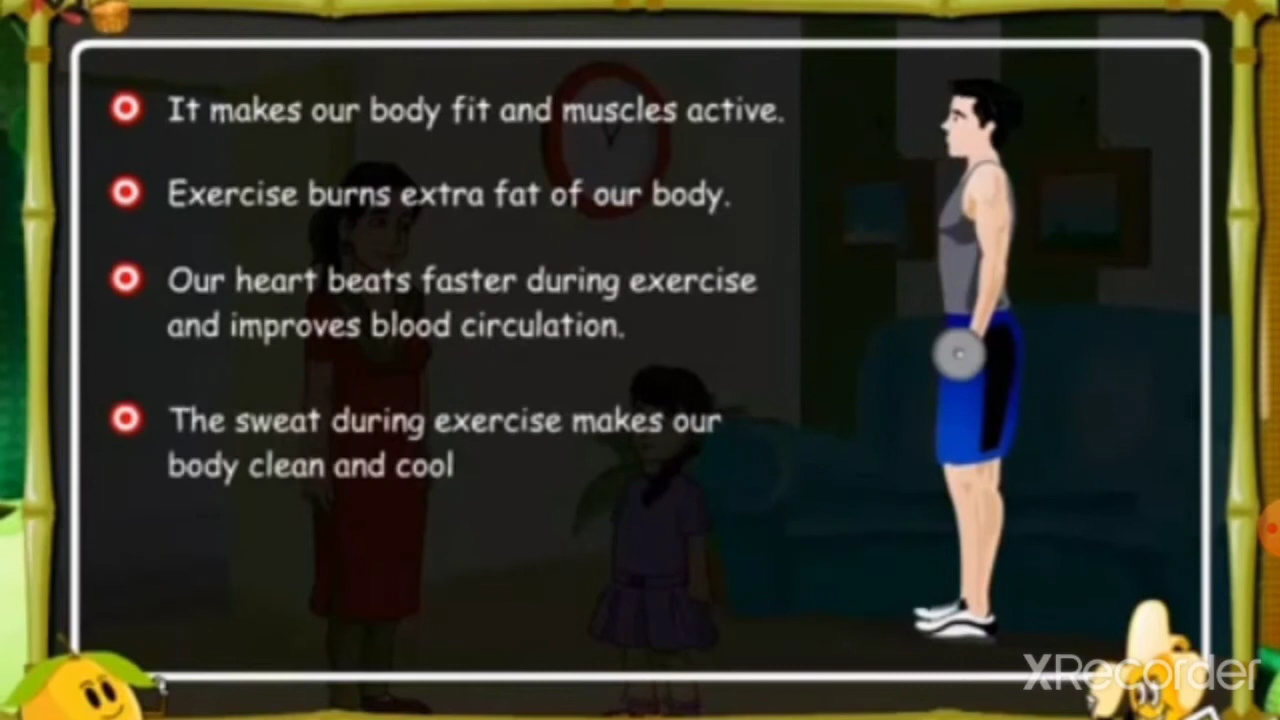 It makes our body fit and muscles active.
Exercise burns extra fat of our body.
Our heart beats faster during exercise
and improves blood circulation.
The sweat during exercise makes our
body clean and cool
XRecorder